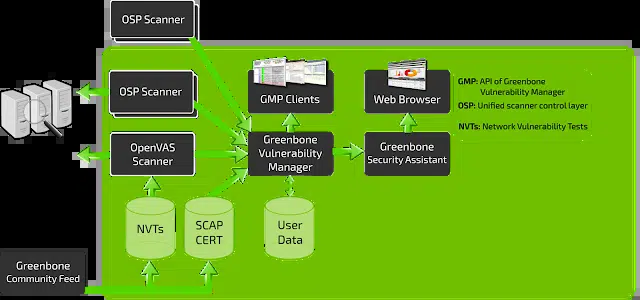 OSP Scanner
OSP Scanner
GMP Clients
Web Browser
GMP: API of Greenbone
Vulnerability Manager
OSP: Unified scanner control layer
NVTs: Network Vulnerability Tests
OpenVAS
Scanner
Greenbone
Vulnerability
Manager
Greenbone
Security Assistant
NVTs
SCAP
CERT
User
Data
Greenbone
Community Feed